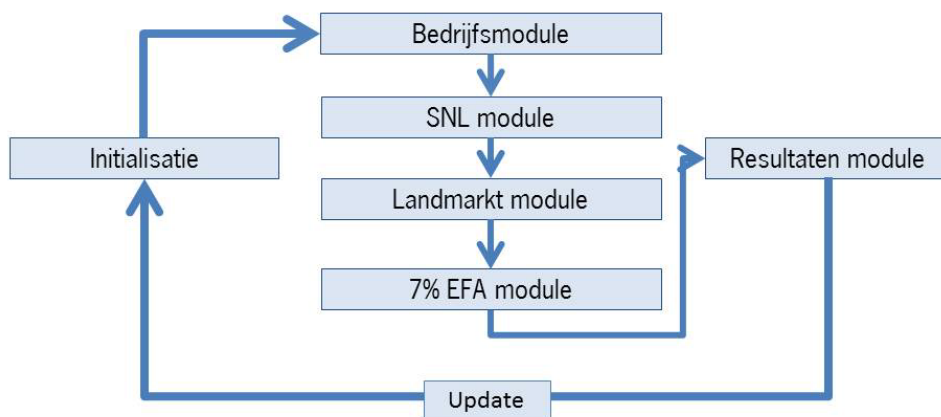 Bedrijfsmodule
SNL module
Initialisatie
Resultaten module
Landmarkt module
7% EFA module
Update